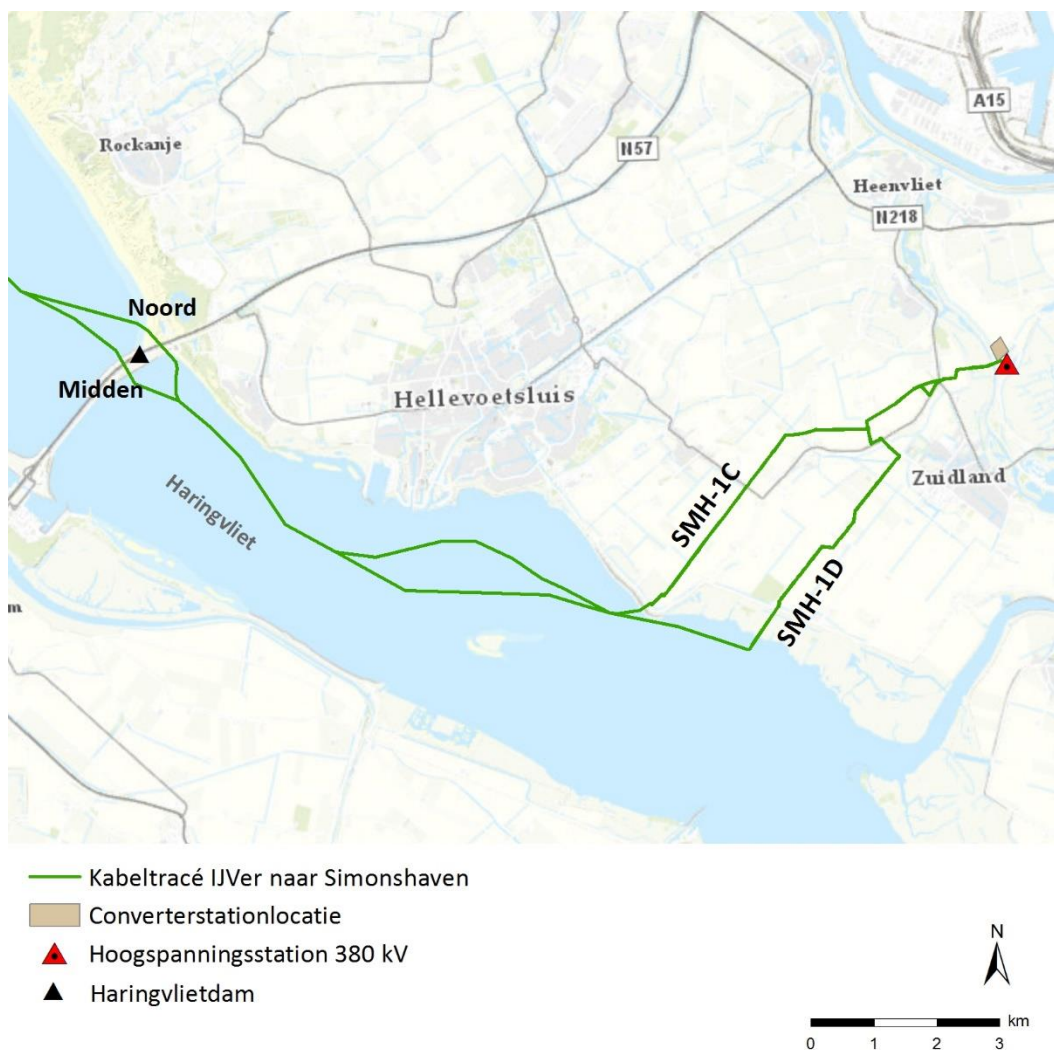 A15
Rockanje
N57
Heenvliet
N218
Noord
Midden
Hellevoetsluis
Haringvliet
SMH-1C
Zuidland
SMH-1D
m
Kabeltracé IJVer naar Simonshaven
Converterstationlocatie
Hoogspanningsstation 380 kV
Haringvlietdam
N
km
0 1 2 3